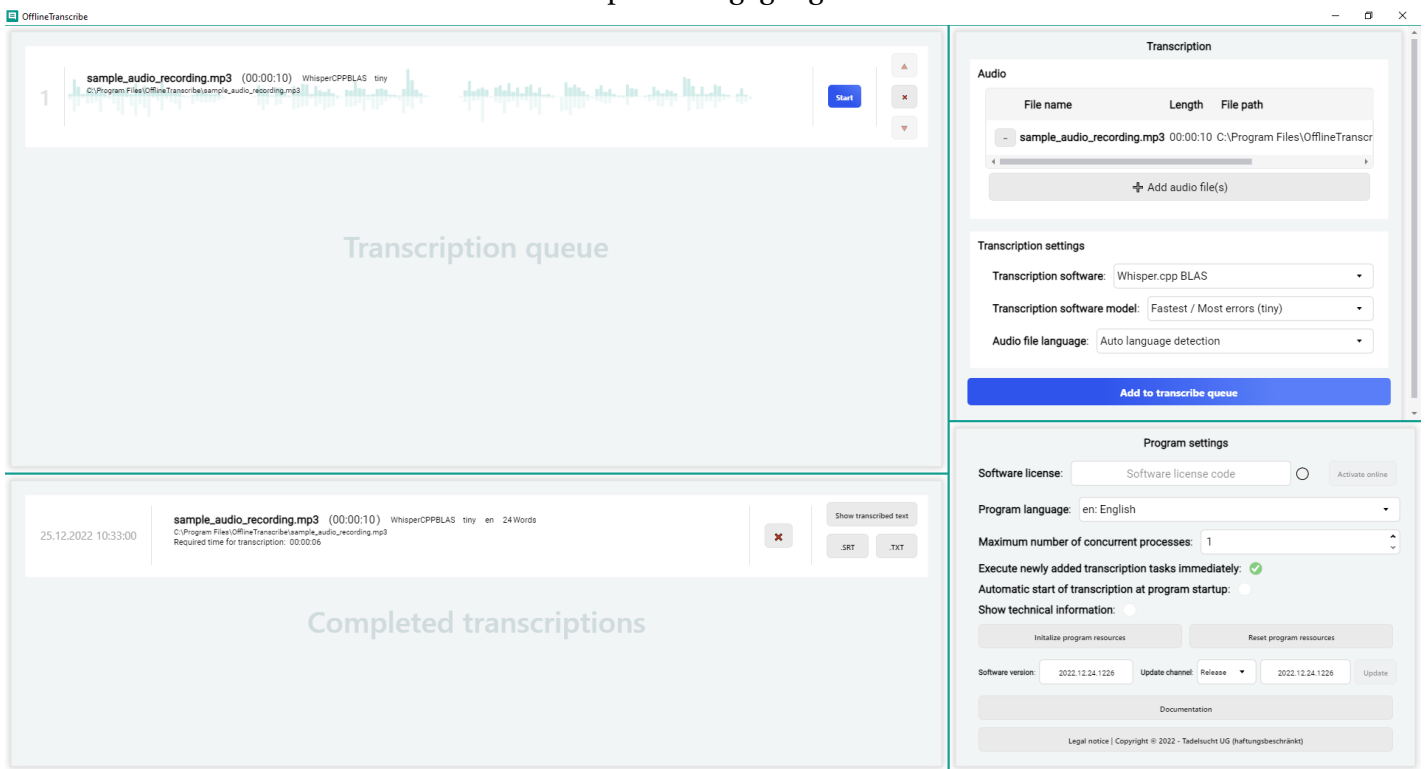 OfflineTranscribe
1
sample_audio_recording.mp3 (00:00:10) WhisperCPPBLAS tiny
C:\Program Files\OfflineTranscribe\sample_audio_recording.mp3
Start
Transcription queue
25.12.2022 10:33:00
sample_audio_recording.mp3 (00:00:10) WhisperCPPBLAS tiny en 24 Words
C:\Program Files\OfflineTranscribe\sample_audio_recording.mp3
Required time for transcription: 00:00:06
Show transcribed text
.SRT .TXT
Completed transcriptions
Transcription
Audio
File name Length File path
- sample_audio_recording.mp3 00:00:10 C:\Program Files\OfflineTranscr
Add audio file(s)
Transcription settings
Transcription software: Whisper.cpp BLAS
Transcription software model: Fastest / Most errors (tiny)
Audio file language: Auto language detection
Add to transcribe queue
Program settings
Software license: Software license code Activate online
Program language: en: English
Maximum number of concurrent processes: 1
Execute newly added transcription tasks immediately:
Automatic start of transcription at program startup:
Show technical information:
Initalize program resources Reset program ressources
Software version: 2022.12.24.1226 Update channel: Release 2022.12.24.1226 Update
Documentation
Legal notice | Copyright © 2022 - Tadelsucht UG (haftungsbeschränkt)